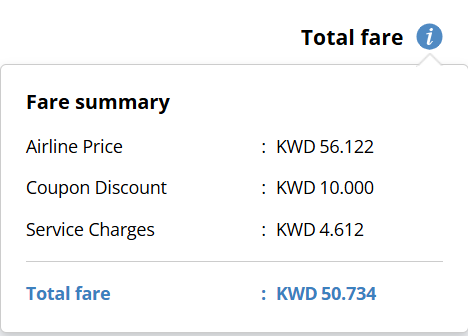 Total fare i
Fare summary
Airline Price : KWD 56.122
Coupon Discount : KWD 10.000
Service Charges : KWD 4.612
Total fare : KWD 50.734